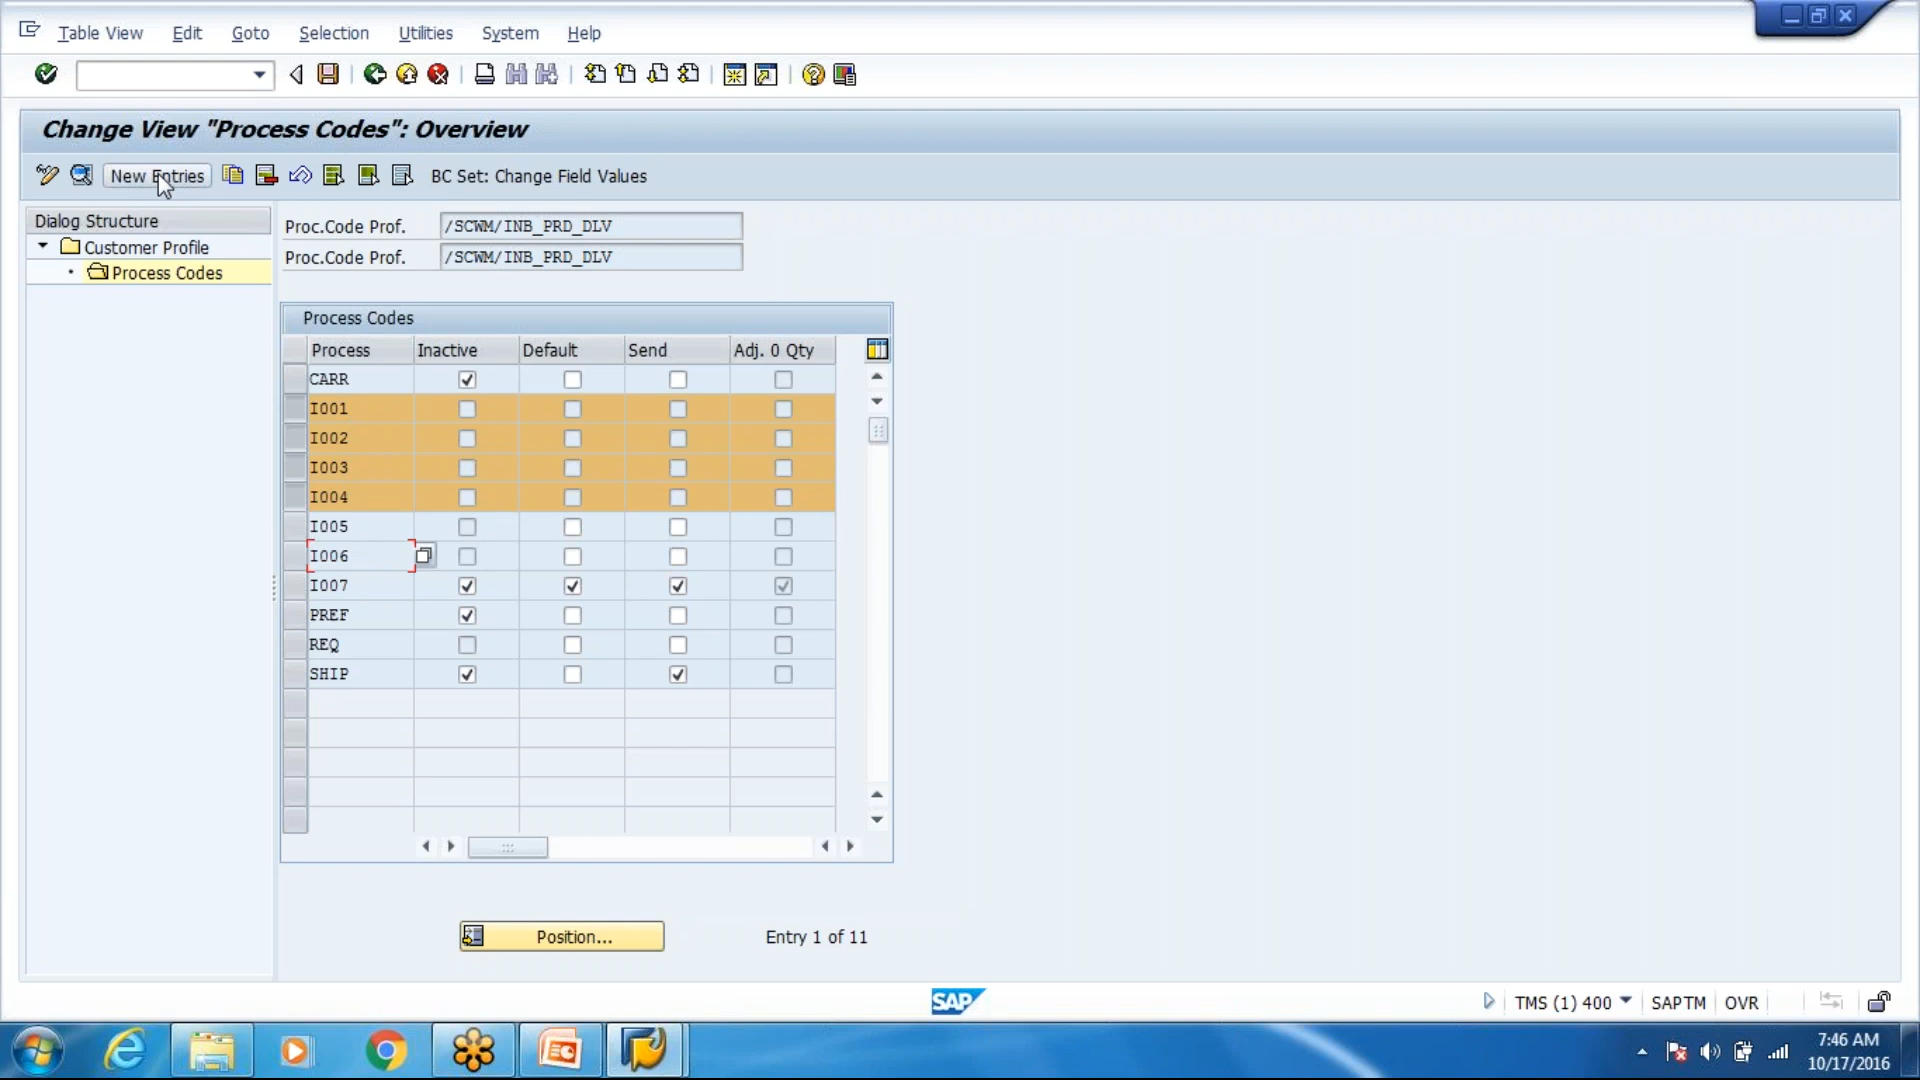 Table View Edit Goto Selection Utilities System Help
Change View "Process Codes": Overview
New Entries BC Set: Change Field Values
Dialog Structure
Customer Profile
Process Codes
Proc.Code Prof. /SCWM/INB_PRD_DLV
Proc.Code Prof. /SCWM/INB_PRD_DLV
Process Codes
Process Inactive Default Send Adj. 0 Qty
CARR
I001
I002
I003
I004
I005
I006
I007
PREF
REQ
SHIP
Position... Entry 1 of 11
SAP TMS (1) 400 SAPTM OVR
7:46 AM
10/17/2016